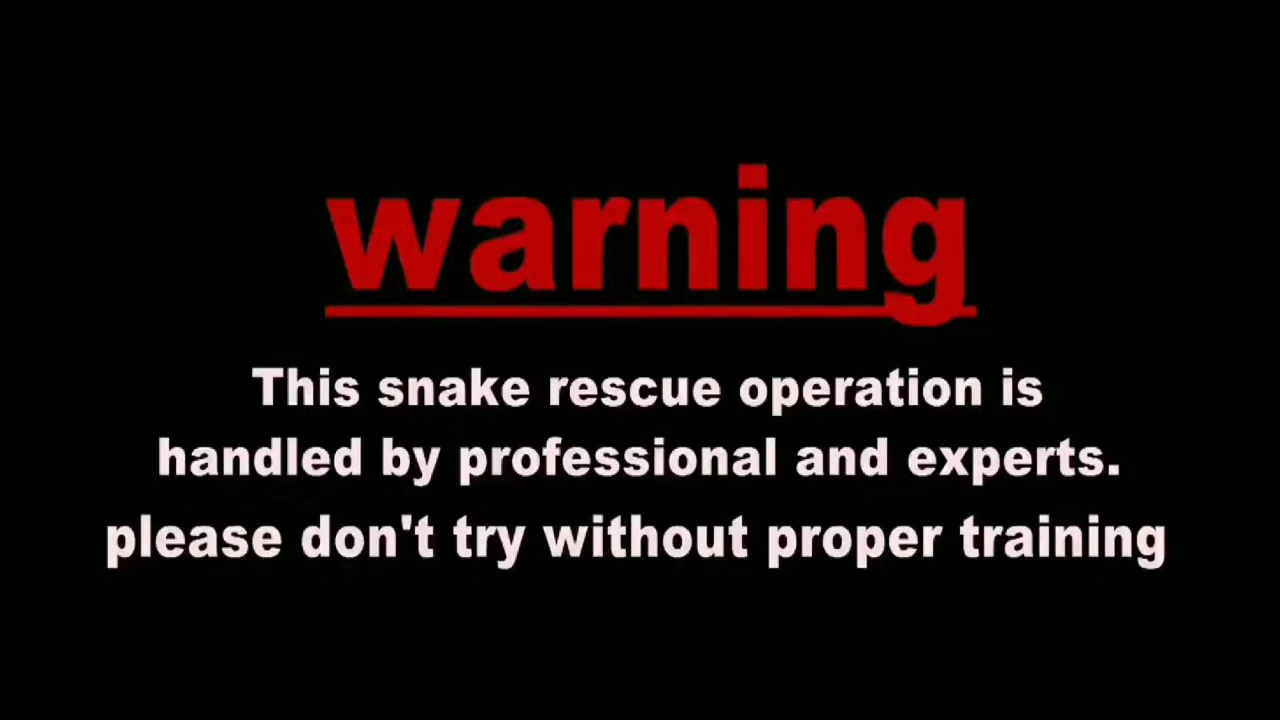 warning
This snake rescue operation is
handled by professional and experts.
please don't try without proper training